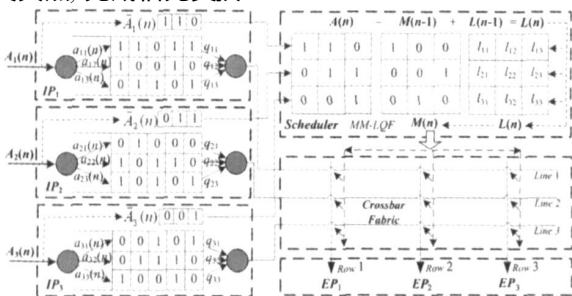 A(n) − M(n-1) + L(n-1) = L(n)
Ā₁(n) 1 1 0
a₁₁(n) 1 1 0 0 1 q₁₁
A₁(n) a₁₂(n) 0 1 0 1 0 q₁₂
a₁₃(n) 0 1 1 0 1 q₁₃
IP₁
1 1 0 1 0 0 l₁₁ l₁₂ l₁₃
0 1 1 0 0 1 l₂₁ l₂₂ l₂₃
0 0 1 0 1 0 l₃₁ l₃₂ l₃₃
Scheduler MM-LQF M(n) L(n)
Ā₂(n) 0 1 1
a₂₁(n) 0 1 0 0 0 q₂₁
A₂(n) a₂₂(n) 1 0 1 0 1 q₂₂
a₂₃(n) 1 0 1 0 1 q₂₃
IP₂
Line 1
Crossbar Line 2
Fabric
Line 3
Ā₃(n) 0 0 1
a₃₁(n) 0 0 1 0 1 q₃₁
A₃(n) a₃₂(n) 0 1 0 1 0
a₃₃(n) 0 1 1 1 0 q₃₃
IP₃
Row 1 Row 2 Row 3
EP₁ EP₂ EP₃